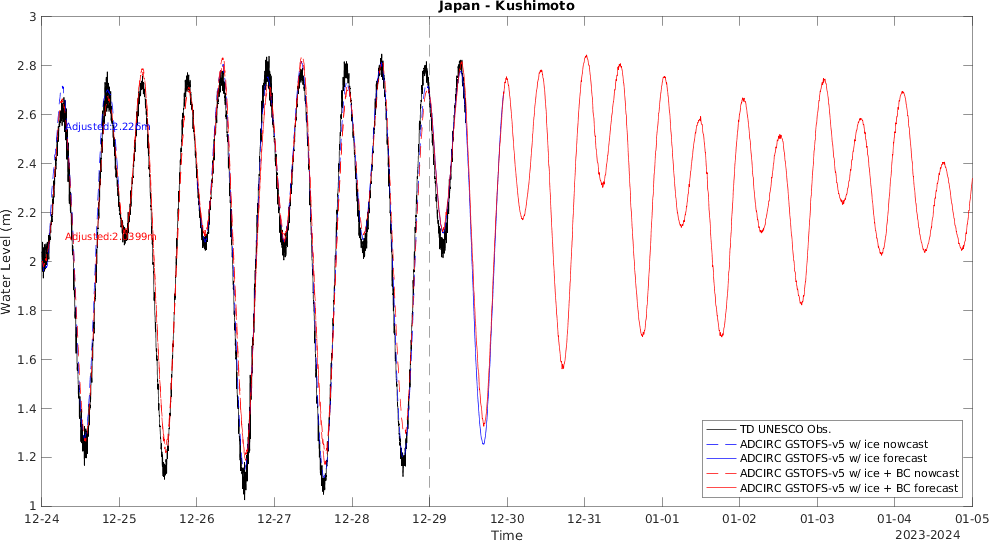 Japan - Kushimoto
3
2.8
2.6
2.4
2.2
2
1.8
1.6
1.4
1.2
1
Water Level (m)
Adjusted:2.226m
TD UNESCO Obs.
ADCIRC GSTOFS-v5 w/ ice nowcast
ADCIRC GSTOFS-v5 w/ ice forecast
ADCIRC GSTOFS-v5 w/ ice + BC nowcast
ADCIRC GSTOFS-v5 w/ ice + BC forecast
12-24 12-25 12-26 12-27 12-28 12-29 12-30 12-31 01-01 01-02 01-03 01-04 01-05
Time
2023-2024